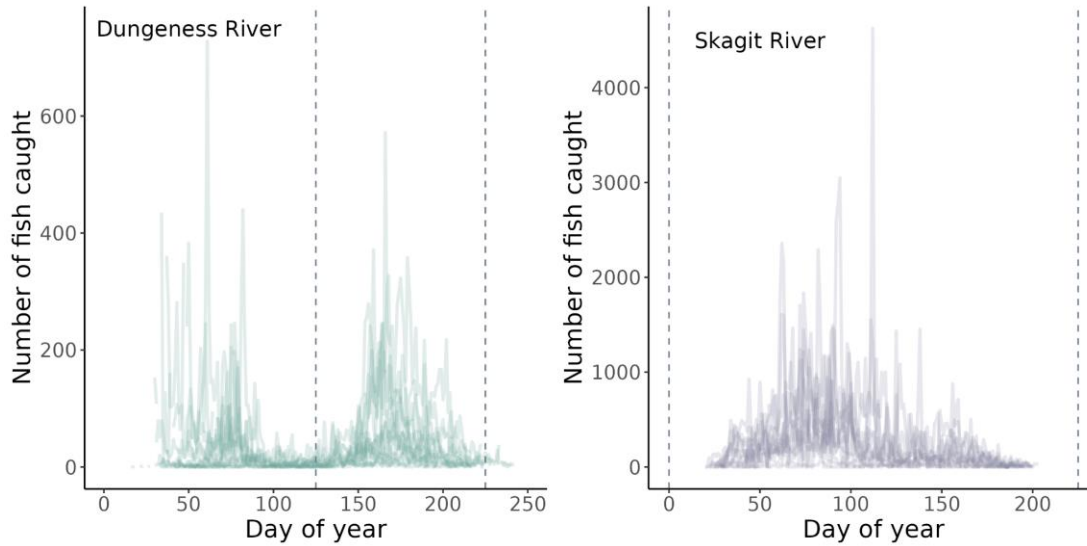 Dungeness River
Number of fish caught
600
400
200
0
0 50 100 150 200 250
Day of year
Skagit River
Number of fish caught
4000
3000
2000
1000
0
0 50 100 150 200
Day of year